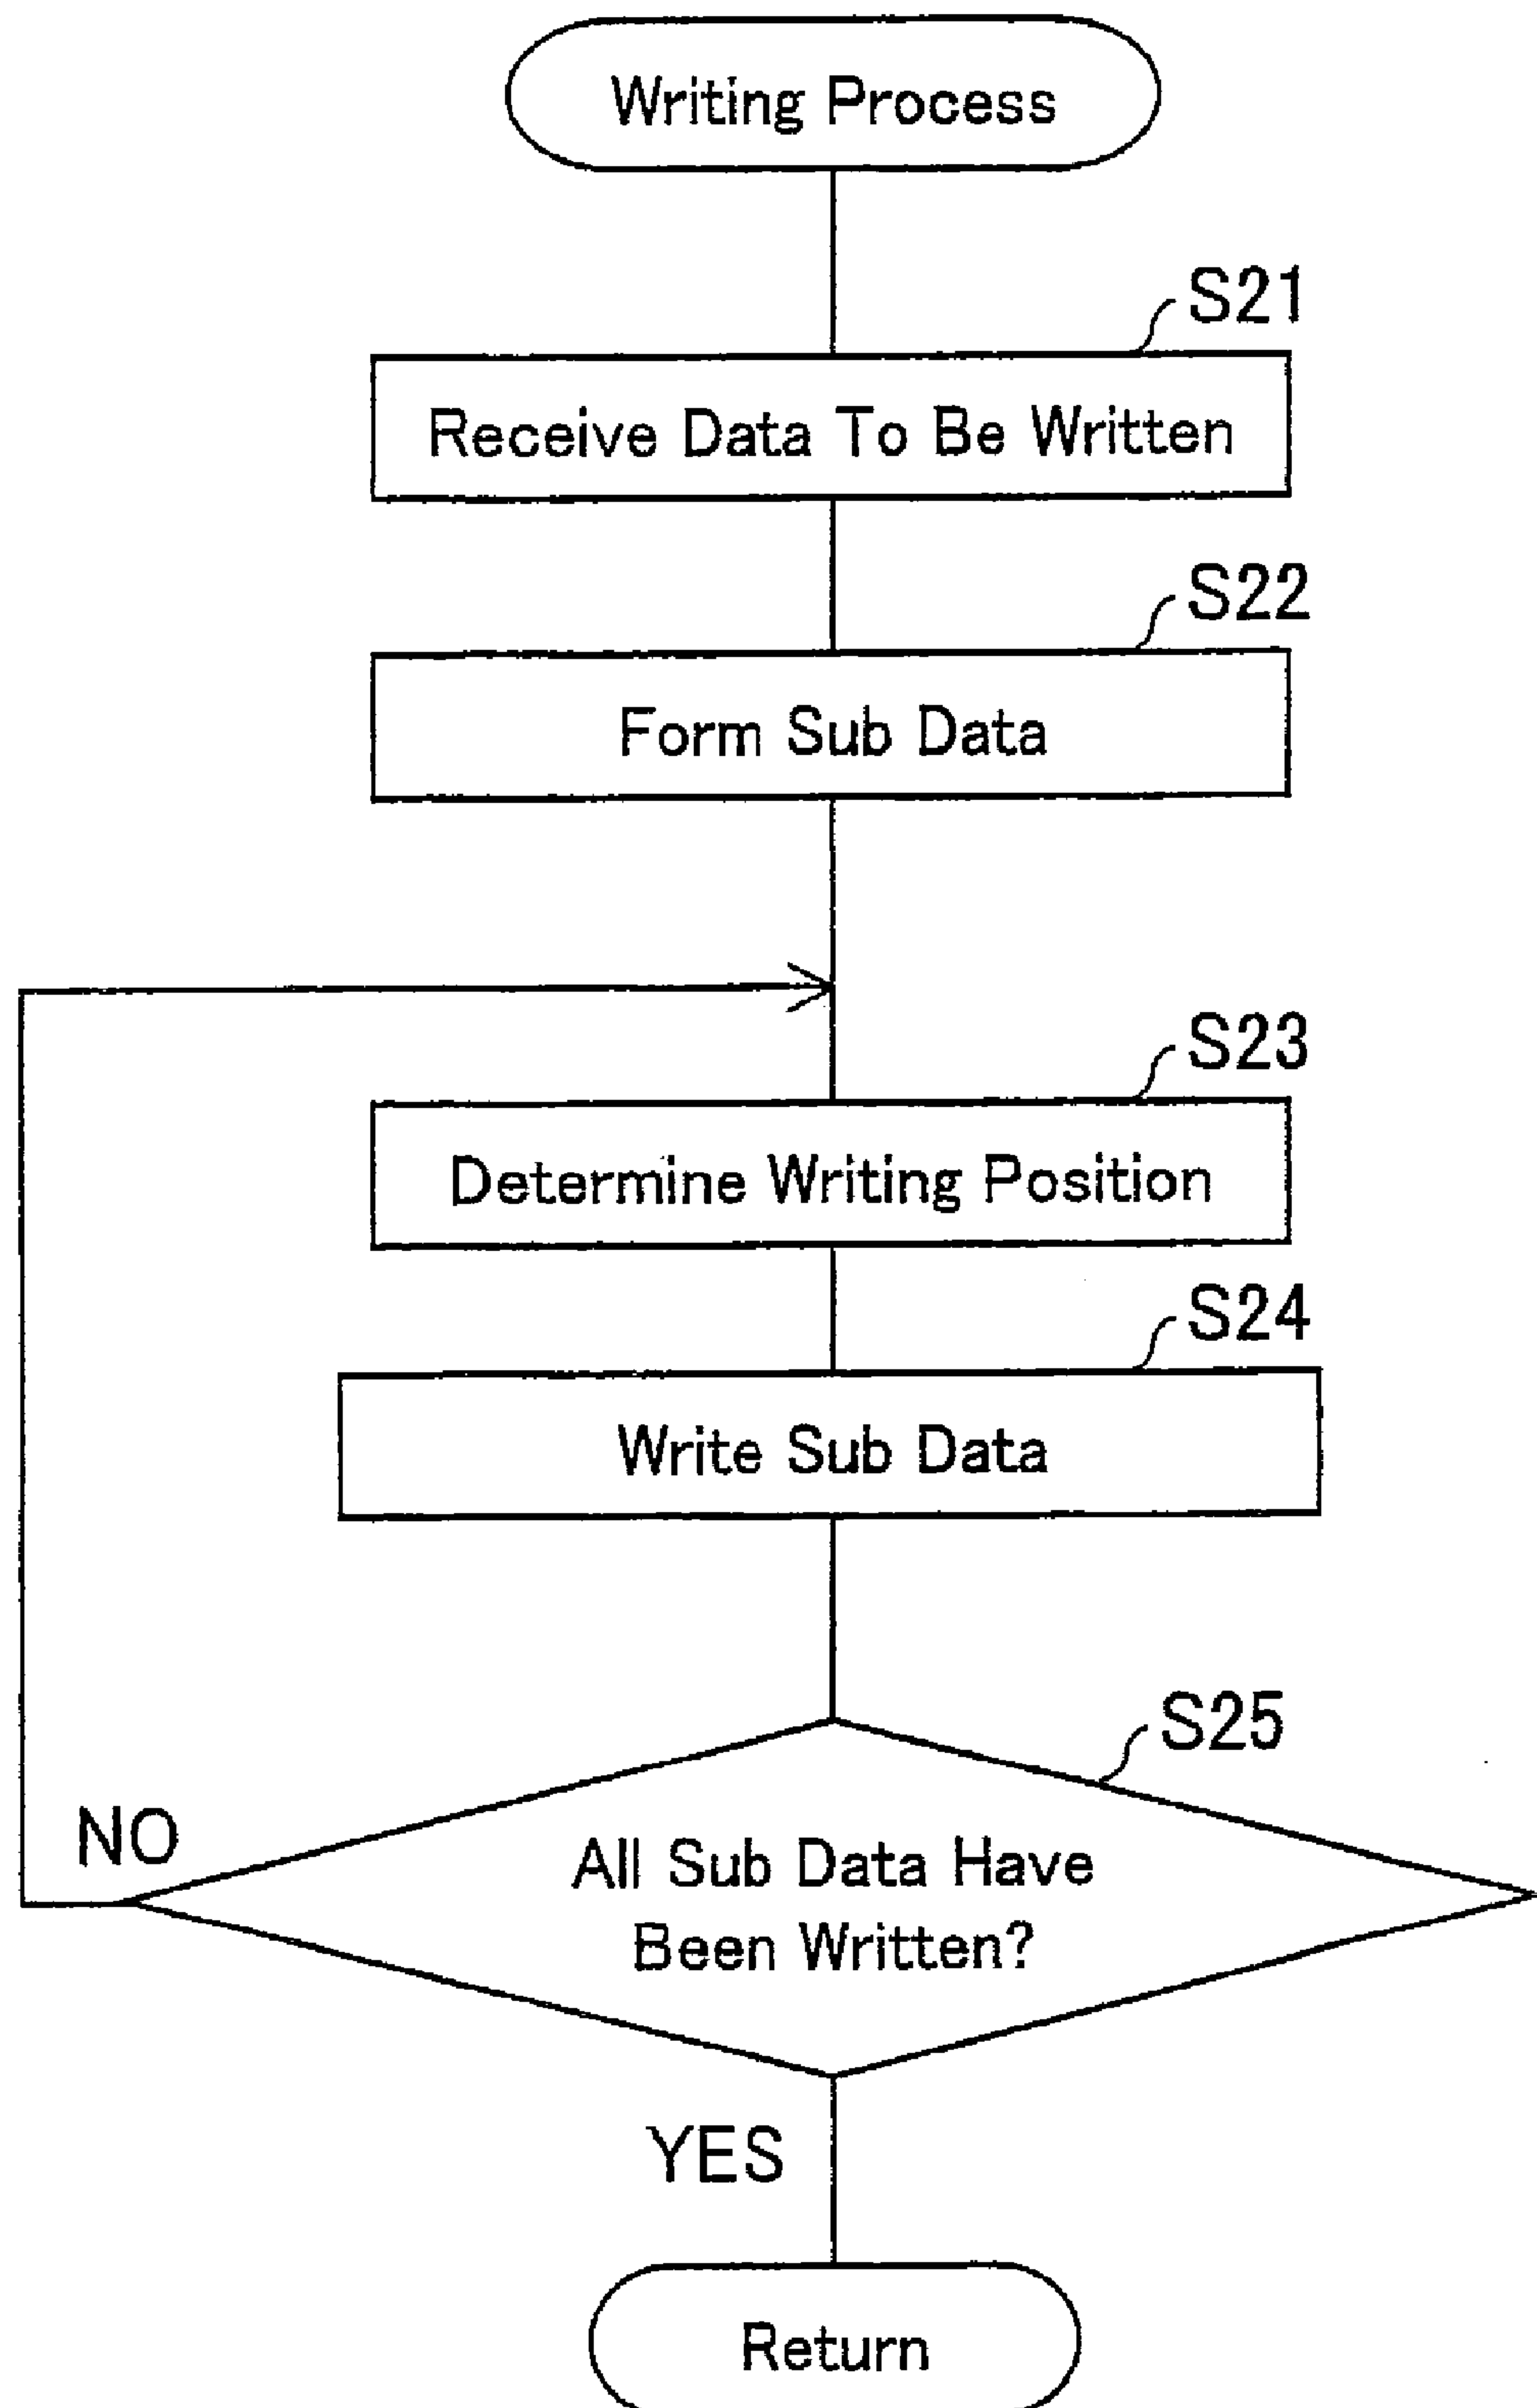 Writing Process
S21
Receive Data To Be Written
S22
Form Sub Data
S23
Determine Writing Position
S24
Write Sub Data
S25
NO
All Sub Data Have
Been Written?
YES
Return